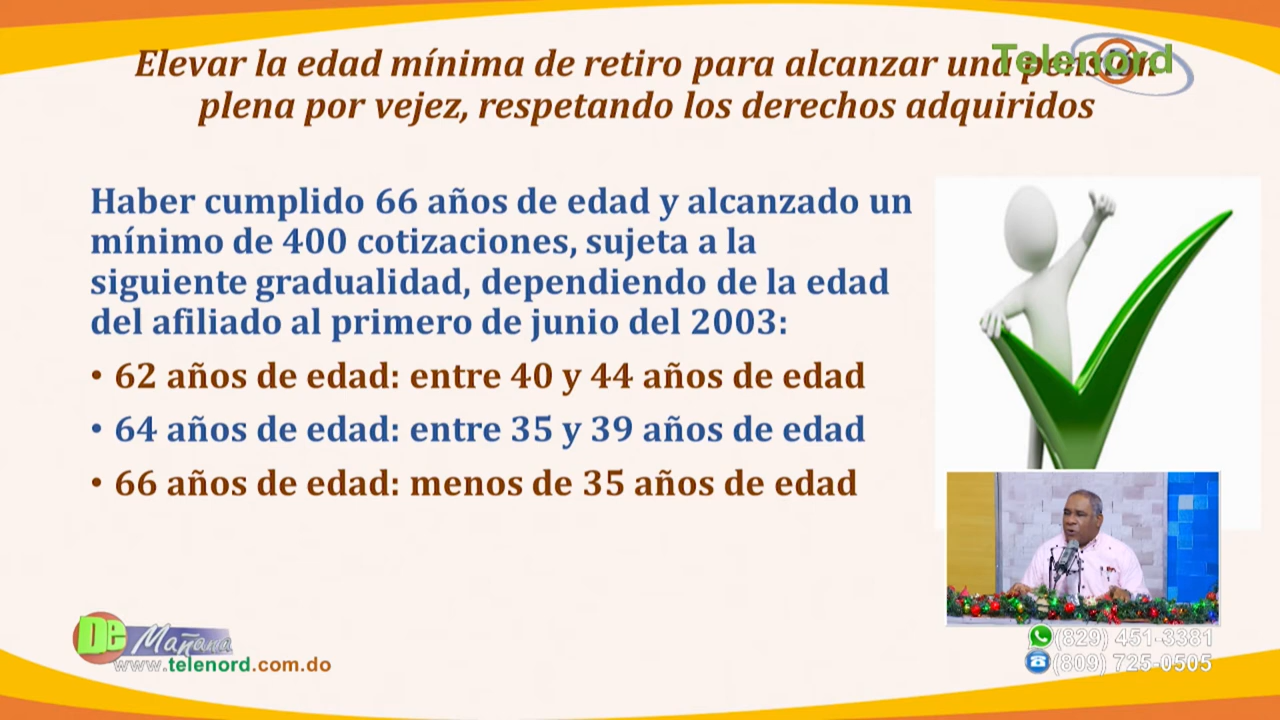 Elevar la edad mínima de retiro para alcanzar una pensión
plena por vejez, respetando los derechos adquiridos
Telenord
Haber cumplido 66 años de edad y alcanzado un
mínimo de 400 cotizaciones, sujeta a la
siguiente gradualidad, dependiendo de la edad
del afiliado al primero de junio del 2003:
• 62 años de edad: entre 40 y 44 años de edad
• 64 años de edad: entre 35 y 39 años de edad
• 66 años de edad: menos de 35 años de edad
De Mañana
www.telenord.com.do
(829) 451-3381
(809) 725-0505